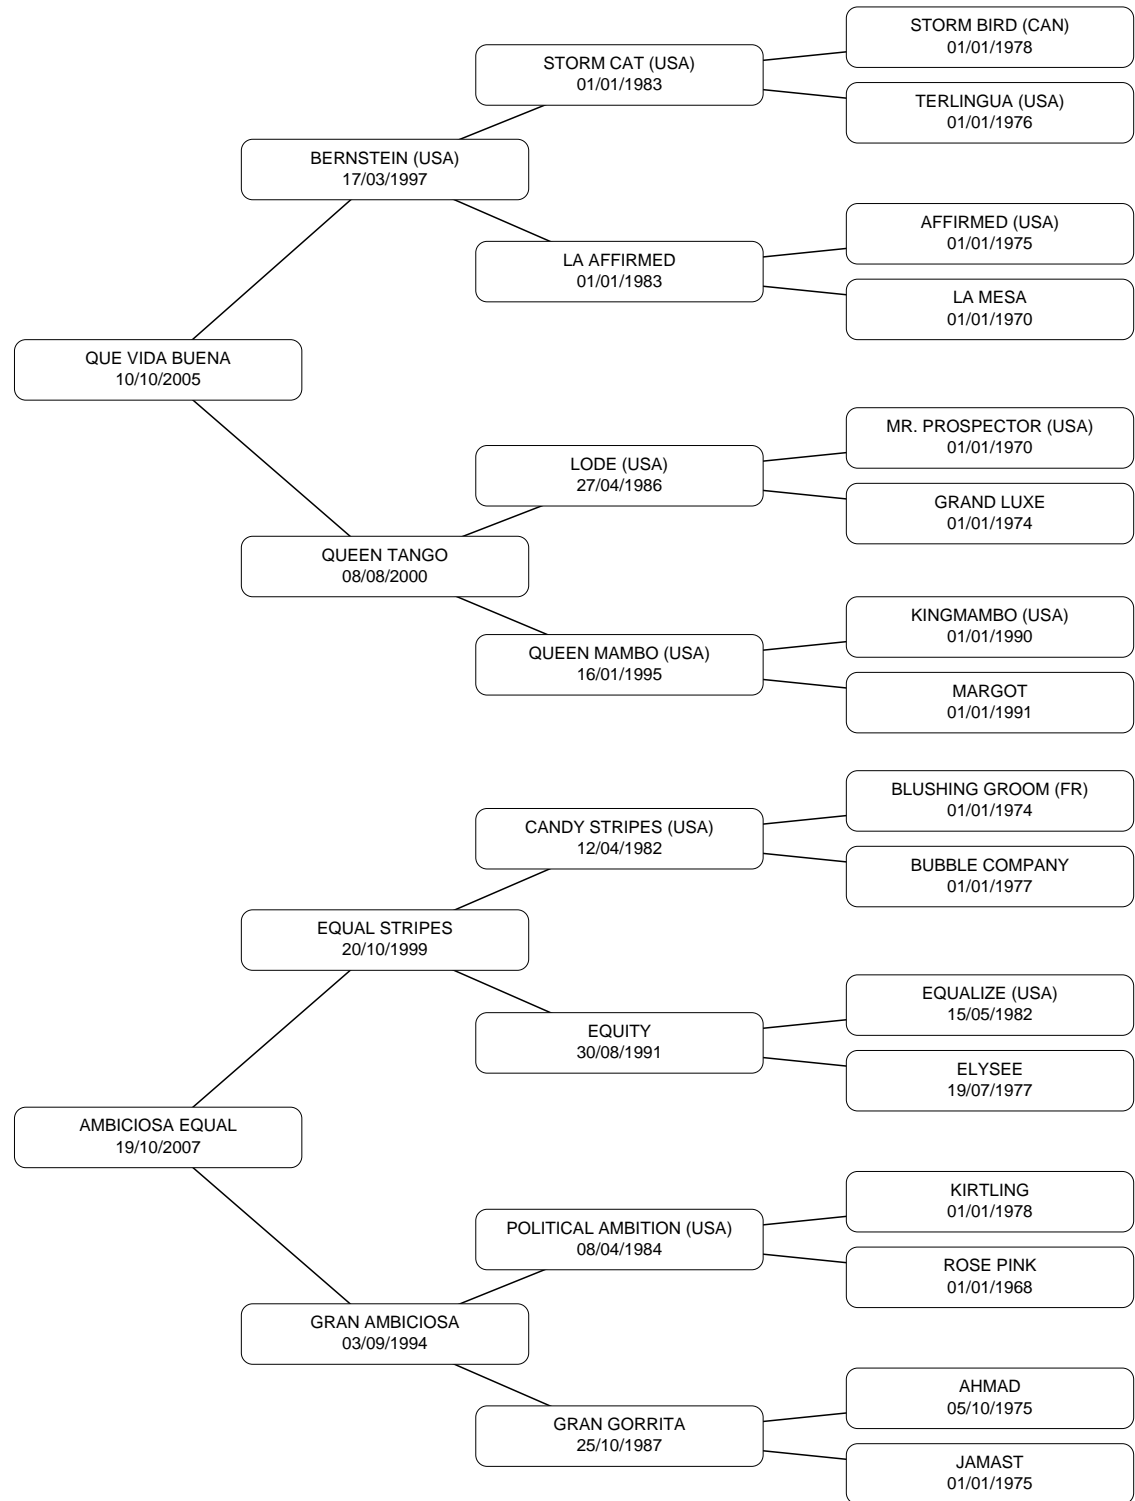 STORM BIRD (CAN)
01/01/1978
STORM CAT (USA)
01/01/1983
TERLINGUA (USA)
01/01/1976
BERNSTEIN (USA)
17/03/1997
AFFIRMED (USA)
01/01/1975
LA AFFIRMED
01/01/1983
LA MESA
01/01/1970
QUE VIDA BUENA
10/10/2005
MR. PROSPECTOR (USA)
01/01/1970
LODE (USA)
27/04/1986
GRAND LUXE
01/01/1974
QUEEN TANGO
08/08/2000
KINGMAMBO (USA)
01/01/1990
QUEEN MAMBO (USA)
16/01/1995
MARGOT
01/01/1991
BLUSHING GROOM (FR)
01/01/1974
CANDY STRIPES (USA)
12/04/1982
BUBBLE COMPANY
01/01/1977
EQUAL STRIPES
20/10/1999
EQUALIZE (USA)
15/05/1982
EQUITY
30/08/1991
ELYSEE
19/07/1977
AMBICIOSA EQUAL
19/10/2007
KIRTLING
01/01/1978
POLITICAL AMBITION (USA)
08/04/1984
ROSE PINK
01/01/1968
GRAN AMBICIOSA
03/09/1994
AHMAD
05/10/1975
GRAN GORRITA
25/10/1987
JAMAST
01/01/1975